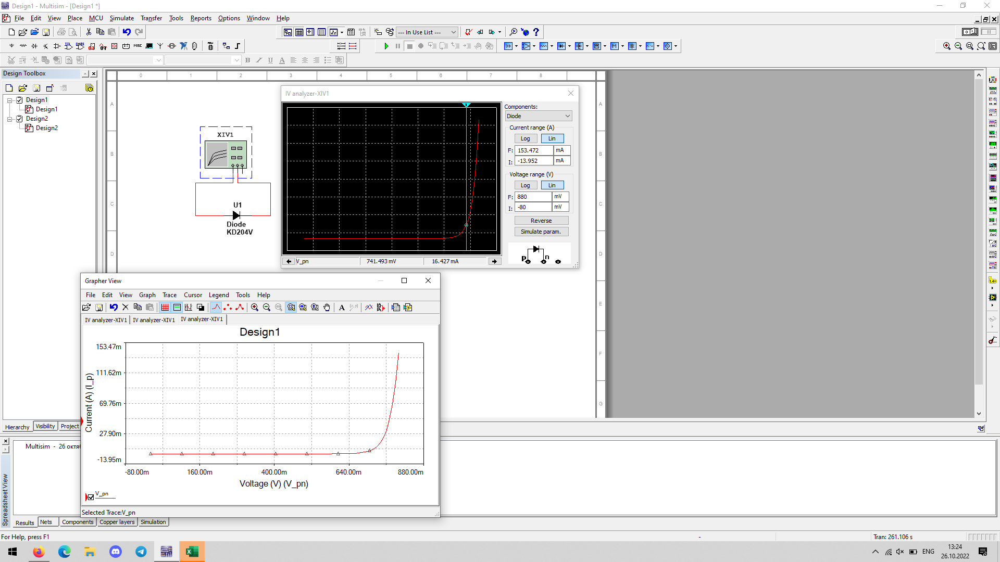 Design1 - Multisim - [Design1 *]
File Edit View Place MCU Simulate Transfer Tools Reports Options Window Help
--- In Use List ---
MISC
B I U A
Design Toolbox
Design1
Design1
Design2
Design2
0 1 2 3 4 5 6 7 8
A
B
C
D
A
B
C
D
E
F
G
XIV1
U1
Diode
KD204V
IV analyzer-XIV1
Components:
Diode
Current range (A)
Log Lin
F: 153.472 mA
I: -13.952 mA
Voltage range (V)
Log Lin
F: 880 mV
I: -80 mV
Reverse
Simulate param.
p n
V_pn 741.493 mV 16.427 mA
Grapher View
File Edit View Graph Trace Cursor Legend Tools Help
IV analyzer-XIV1 IV analyzer-XIV1 IV analyzer-XIV1
Design1
153.47m
111.62m
69.76m
27.90m
-13.95m
Current (A) (I_p)
-80.00m 160.00m 400.00m 640.00m 880.00m
Voltage (V) (V_pn)
V_pn
Selected Trace:V_pn
Hierarchy Visibility Project
Multisim - 26
Spreadsheet View
Results Nets Components Copper layers Simulation
For Help, press F1
-
Tran: 261.106 s
ENG
13:24
26.10.2022